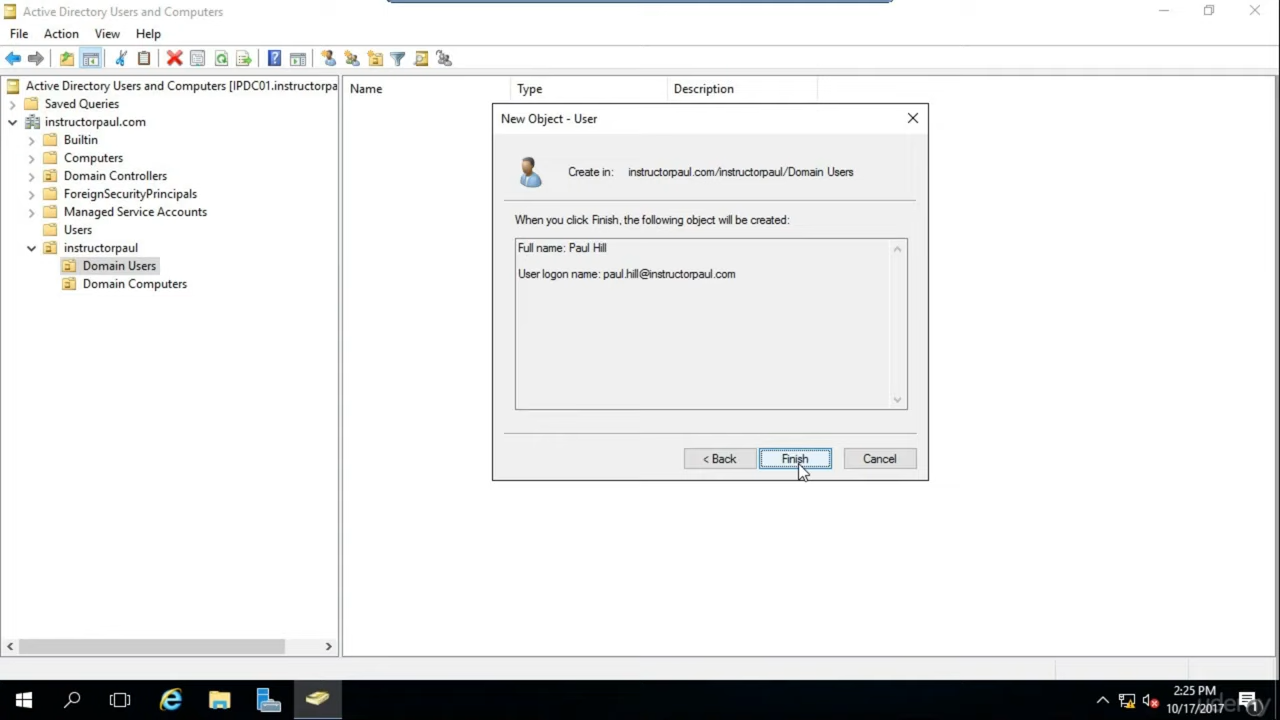 Active Directory Users and Computers
File Action View Help
Active Directory Users and Computers [IPDC01.instructorpa
Saved Queries
instructorpaul.com
Builtin
Computers
Domain Controllers
ForeignSecurityPrincipals
Managed Service Accounts
Users
instructorpaul
Domain Users
Domain Computers
Name Type Description
New Object - User
Create in: instructorpaul.com/instructorpaul/Domain Users
When you click Finish, the following object will be created:
Full name: Paul Hill
User logon name: paul.hill@instructorpaul.com
< Back Finish Cancel
2:25 PM
10/17/2017
udemy
1